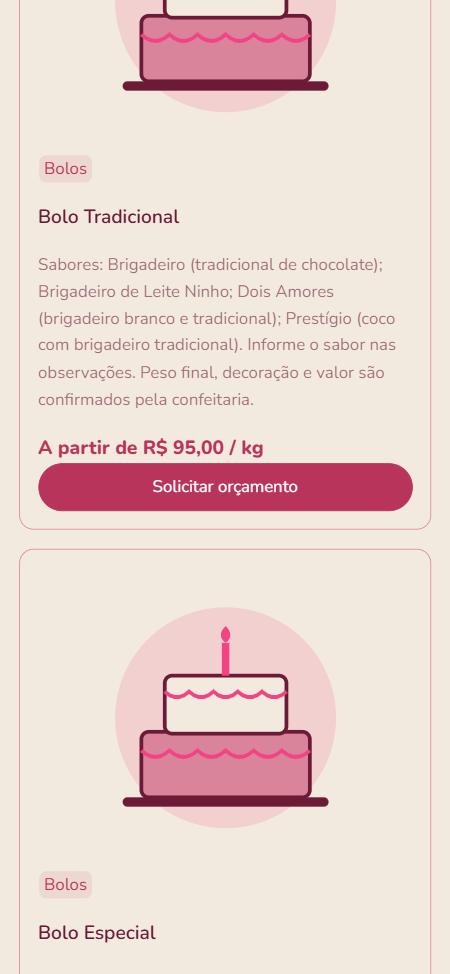 Bolos
Bolo Tradicional
Sabores: Brigadeiro (tradicional de chocolate);
Brigadeiro de Leite Ninho; Dois Amores
(brigadeiro branco e tradicional); Prestígio (coco
com brigadeiro tradicional). Informe o sabor nas
observações. Peso final, decoração e valor são
confirmados pela confeitaria.
A partir de R$ 95,00 / kg
Solicitar orçamento
Bolos
Bolo Especial